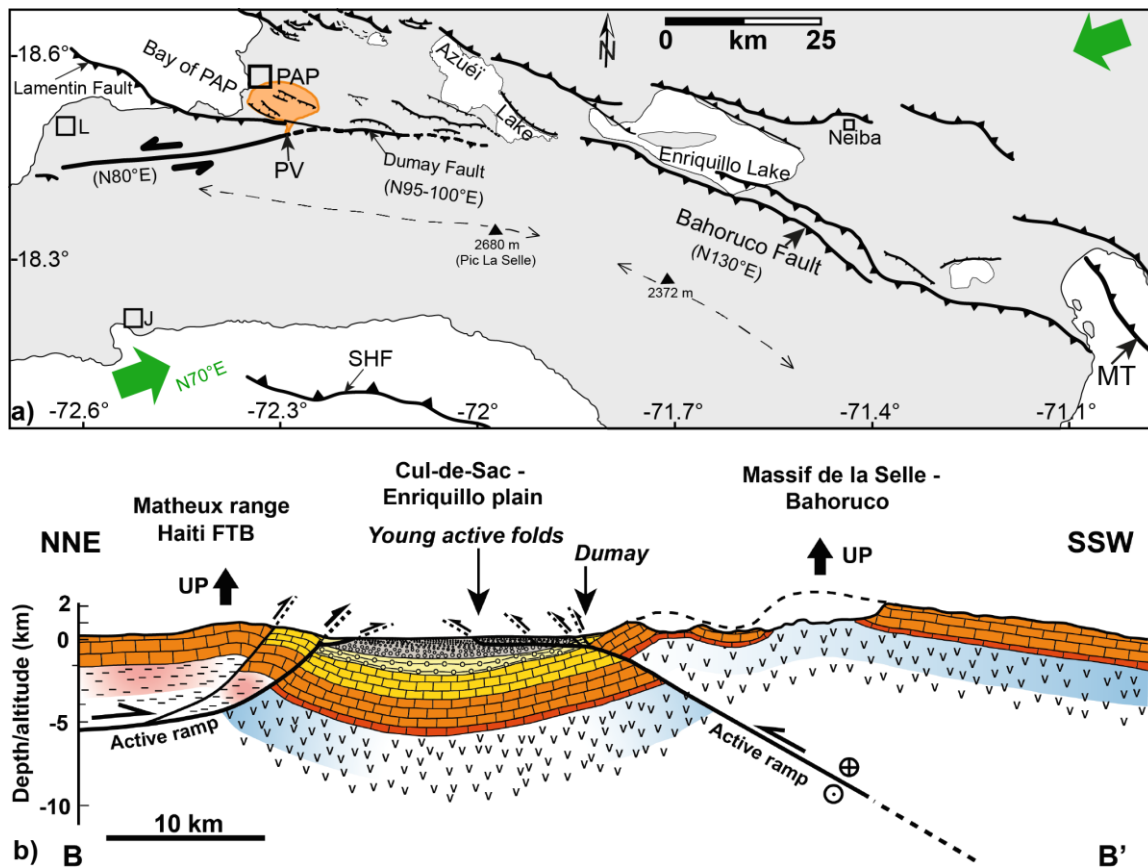 18.6°
18.3°
Bay of PAP
PAP
Lamentin Fault
L
(N80°E)
PV
Dumay Fault
(N95-100°E)
Azuéi
Lake
N
0 km 25
Enriquillo Lake
Neiba
2680 m
(Pic La Selle)
Bahoruco Fault
(N130°E)
2372 m
J
N70°E
SHF
MT
a)
-72.6° -72.3° -72° -71.7° -71.4° -71.1°
Cul-de-Sac -
Enriquillo plain
Matheux range
Haiti FTB
Massif de la Selle -
Bahoruco
NNE
Young active folds
Dumay
SSW
UP
UP
2
0
-5
-10
Depth/altitude (km)
Active ramp
Active ramp
10 km
b) B B'